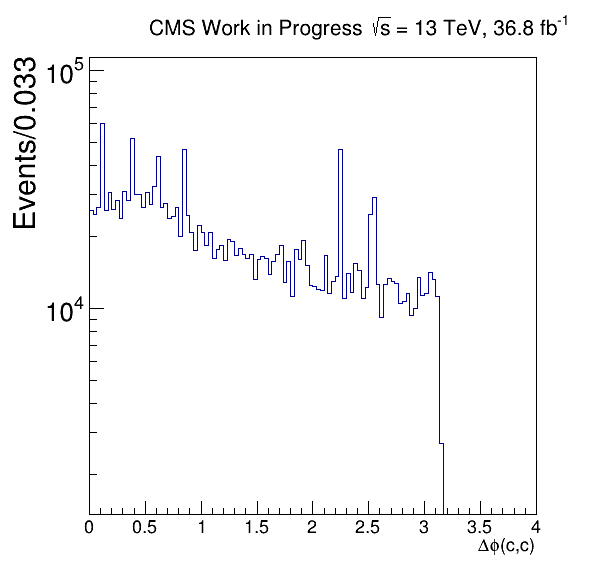 CMS Work in Progress √s = 13 TeV, 36.8 fb⁻¹
Events/0.033
10⁵
10⁴
0 0.5 1 1.5 2 2.5 3 3.5 4
Δϕ(c,c)